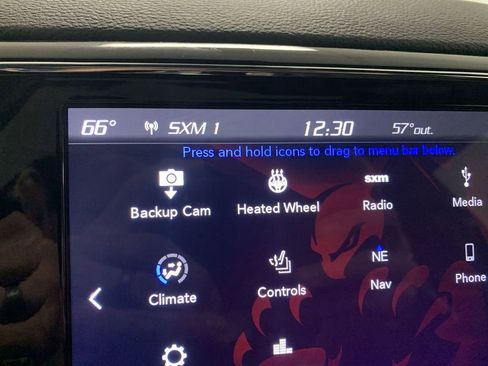 66° SXM 1 12:30 57°out.
Press and hold icons to drag to menu bar below.
sxm
Backup Cam Heated Wheel Radio Media
NE
Climate Controls Nav Phone